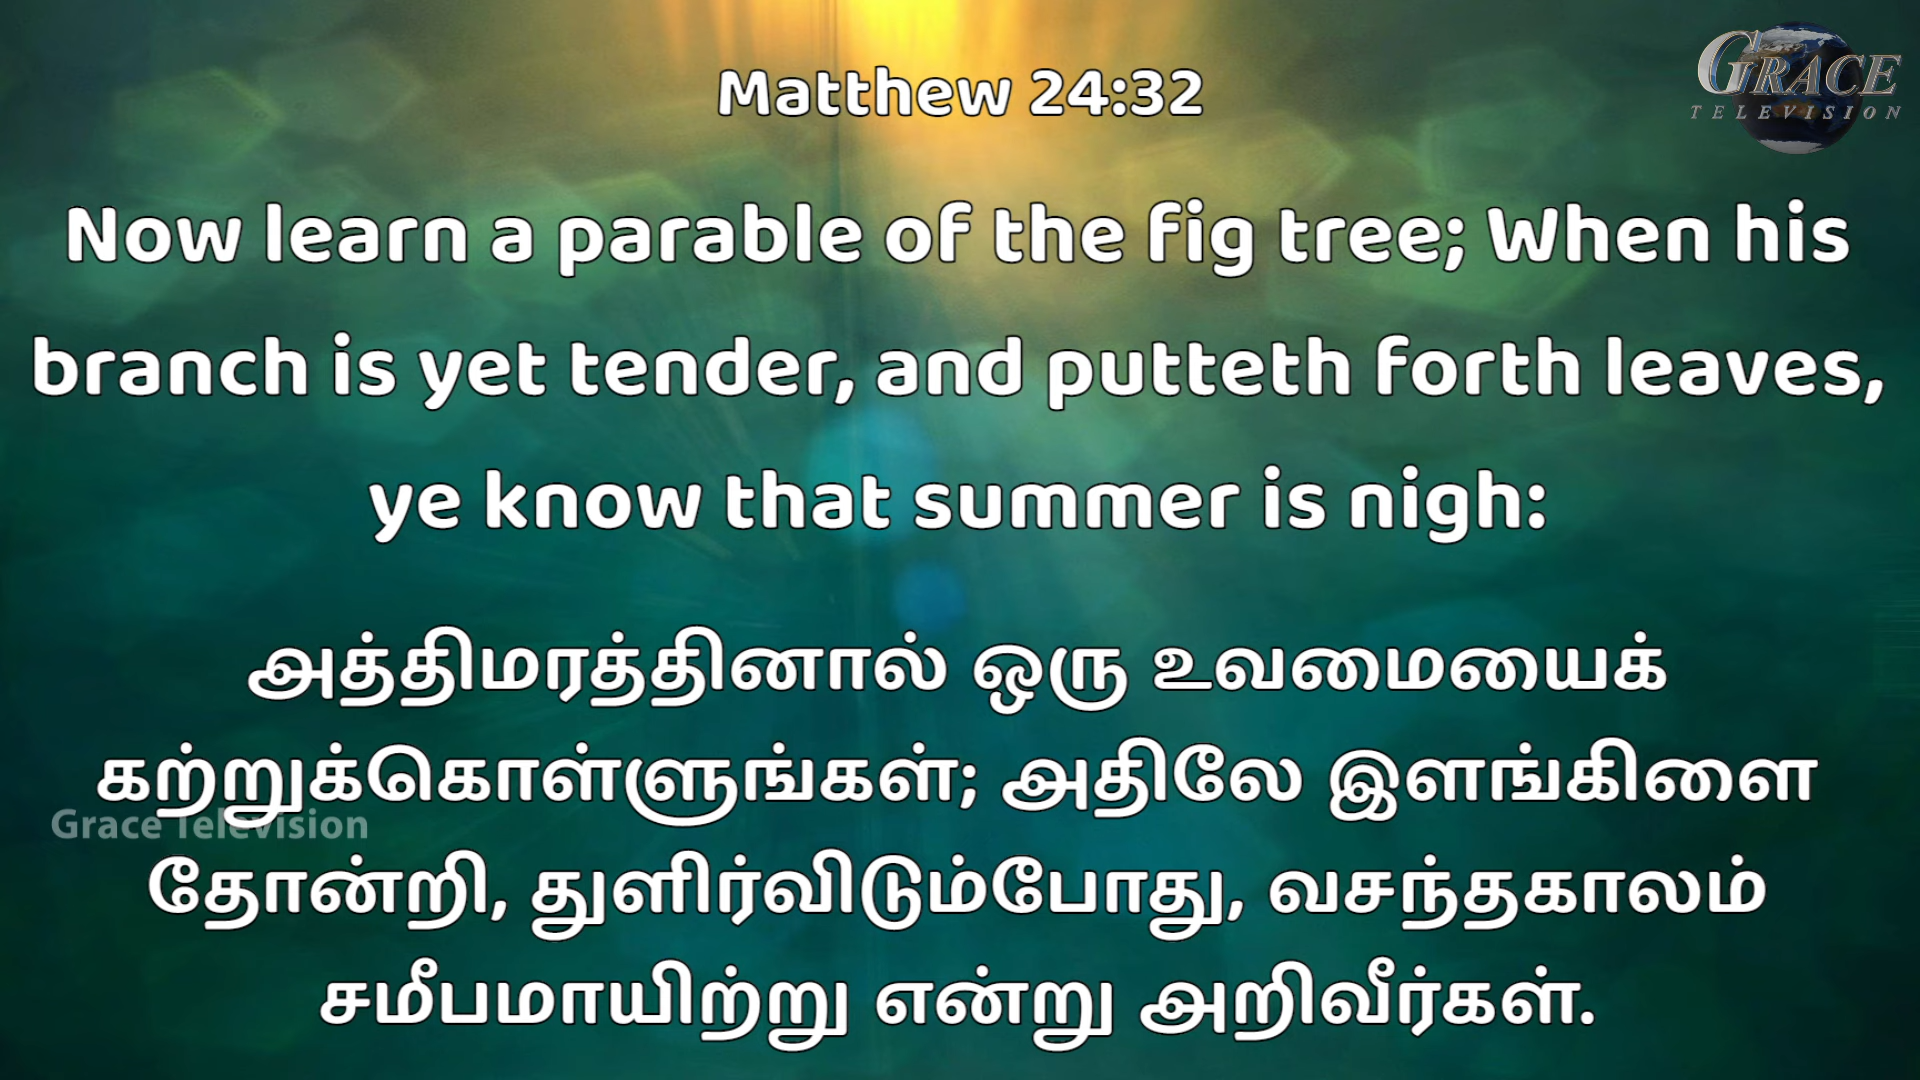 GRACE
TELEVISION
Matthew 24:32
Now learn a parable of the fig tree; When his
branch is yet tender, and putteth forth leaves,
ye know that summer is nigh:
அத்திமரத்தினால் ஒரு உவமையைக்
கற்றுக்கொள்ளுங்கள்; அதிலே இளங்கிளை
Grace Television
தோன்றி, துளிர்விடும்போது, வசந்தகாலம்
சமீபமாயிற்று என்று அறிவீர்கள்.